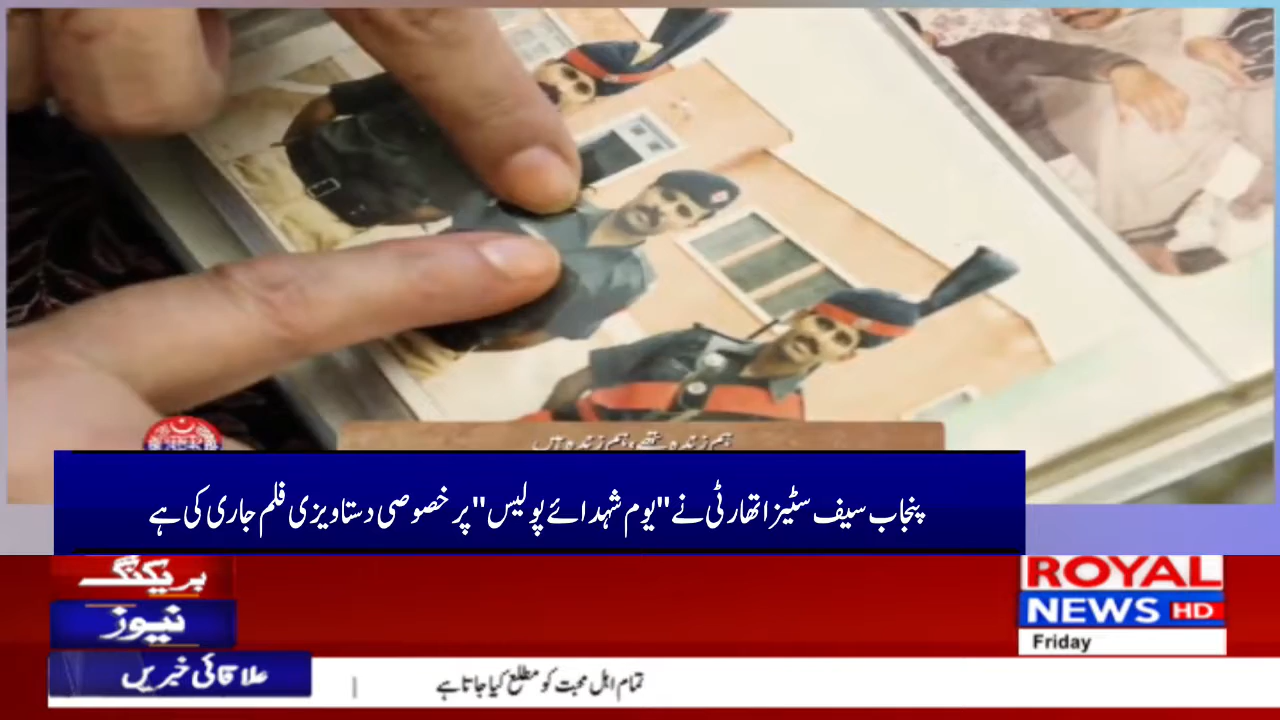 ہم زندہ تھے، ہم زندہ ہیں
پنجاب سیف سٹیز اتھارٹی نے "یوم شہدائے پولیس" پر خصوصی دستاویزی فلم جاری کی ہے
بریکنگ
نیوز
ROYAL
NEWS HD
Friday
علاقائی خبریں
تمام اہل محبت کو مطلع کیا جاتا ہے